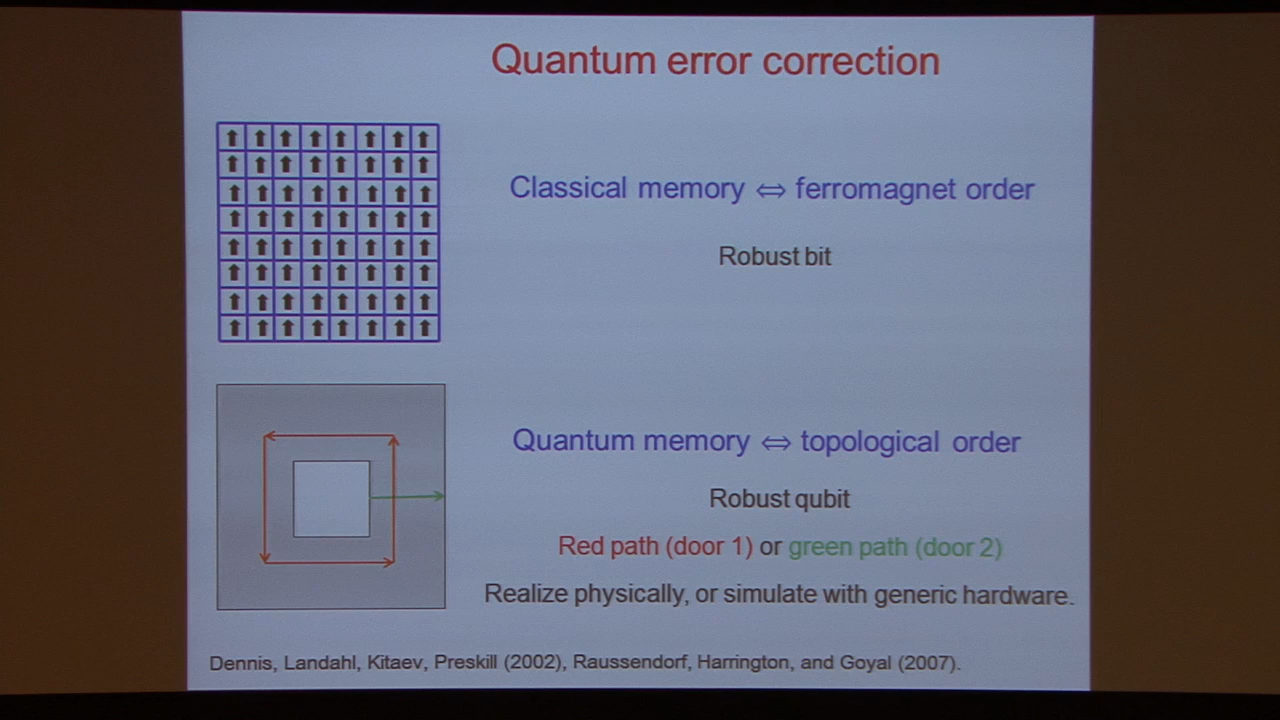 Quantum error correction
Classical memory ⇔ ferromagnet order
Robust bit
Quantum memory ⇔ topological order
Robust qubit
Red path (door 1) or green path (door 2)
Realize physically, or simulate with generic hardware.
Dennis, Landahl, Kitaev, Preskill (2002), Raussendorf, Harrington, and Goyal (2007).